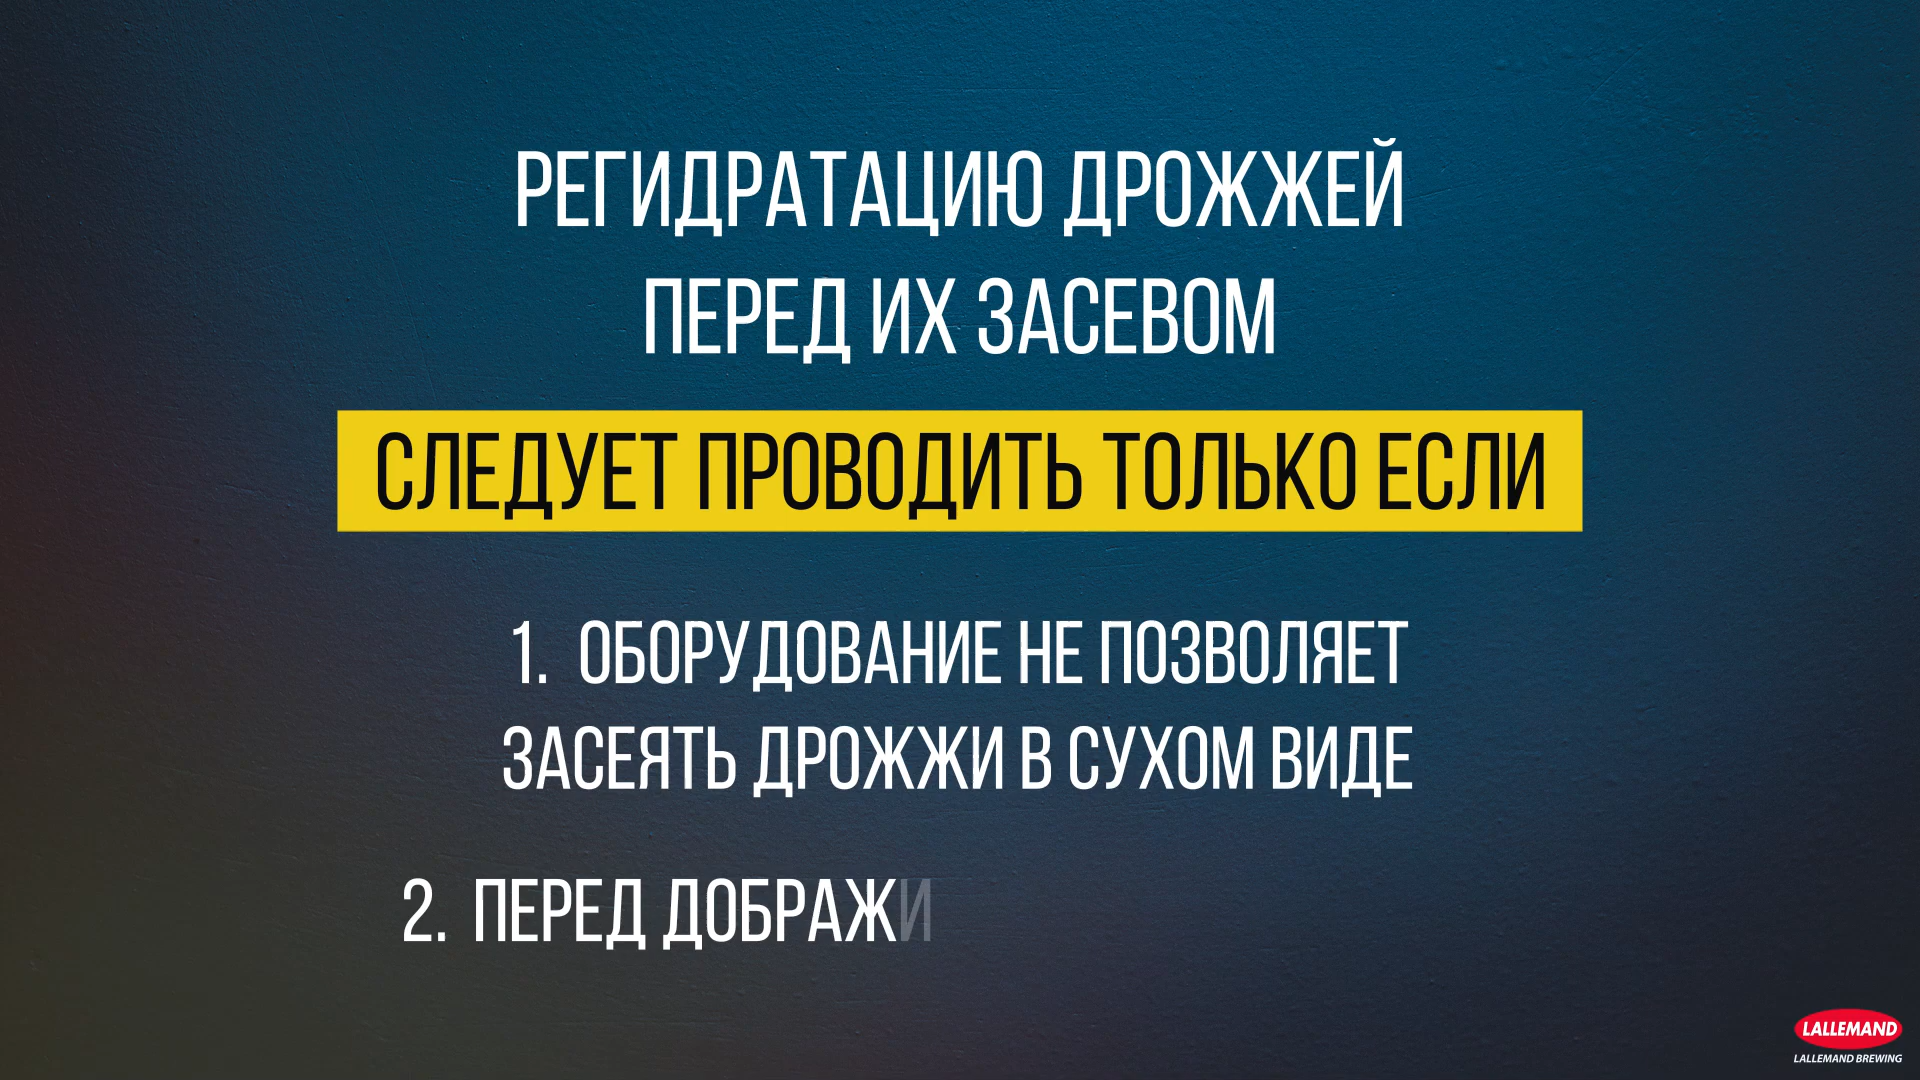 РЕГИДРАТАЦИЮ ДРОЖЖЕЙ
ПЕРЕД ИХ ЗАСЕВОМ
СЛЕДУЕТ ПРОВОДИТЬ ТОЛЬКО ЕСЛИ
1. ОБОРУДОВАНИЕ НЕ ПОЗВОЛЯЕТ
ЗАСЕЯТЬ ДРОЖЖИ В СУХОМ ВИДЕ
2. ПЕРЕД ДОБРАЖИ
LALLEMAND
LALLEMAND BREWING